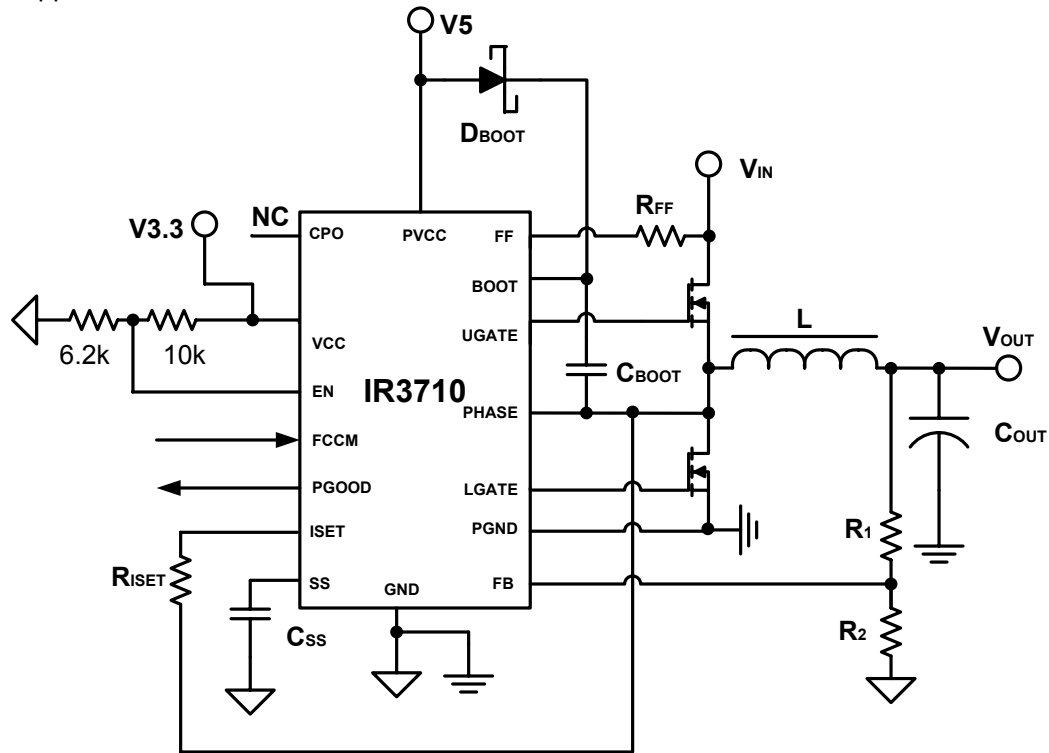 V5
DBOOT
VIN
RFF
V3.3
NC
CPO
PVCC
FF
BOOT
UGATE
L
VOUT
VCC
6.2k
10k
EN
IR3710
CBOOT
PHASE
FCCM
COUT
PGOOD
LGATE
ISET
PGND
R1
RISET
SS
GND
FB
CSS
R2